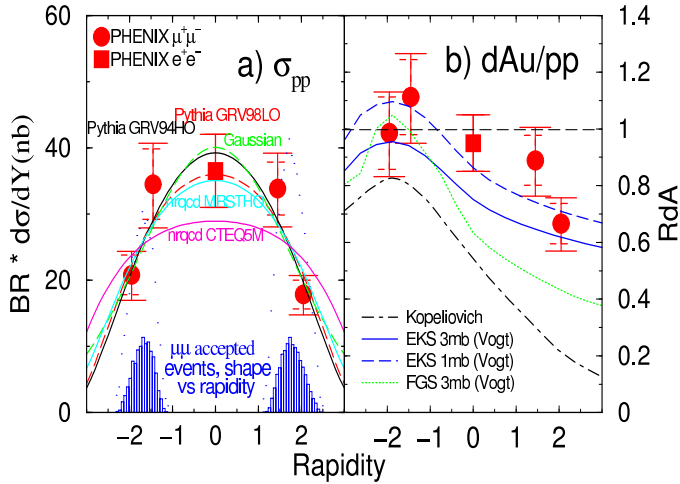 PHENIX μ⁺μ⁻
PHENIX e⁺e⁻
a) σpp
Pythia GRV98LO
Pythia GRV94HO
Gaussian
nrqcd MRSTHO
nrqcd CTEQ5M
μμ accepted
events, shape
vs rapidity
BR * dσ/dY(nb)
60
40
20
0
−2 −1 0 1 2
b) dAu/pp
Kopeliovich
EKS 3mb (Vogt)
EKS 1mb (Vogt)
FGS 3mb (Vogt)
−2 −1 0 1 2
1.4
1.2
1
0.8
0.6
0.4
0.2
0
RdA
Rapidity